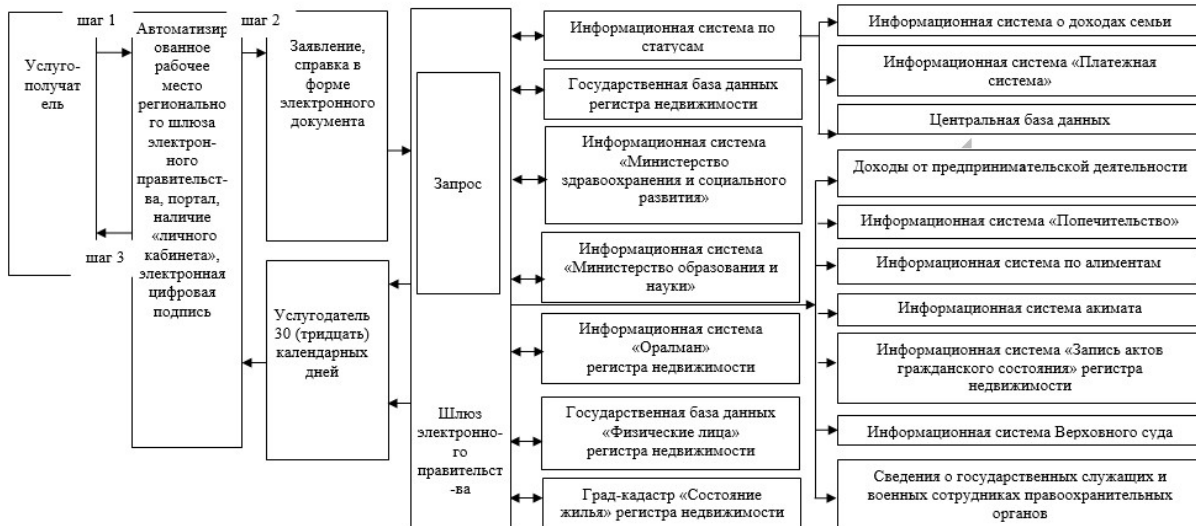 шаг 1
шаг 2
Услуго-
получат
ель
шаг 3
Автоматизир
ованное
рабочее
место
регионально
го шлюза
электрон-
ного
правительст-
ва, портал,
наличие
«личного
кабинета»,
электронная
цифровая
подпись
Заявление,
справка в
форме
электронного
документа
Услугодатель
30 (тридцать)
календарных
дней
Запрос
Шлюз
электронно-
го
правительст
-ва
Информационная система по
статусам
Государственная база данных
регистра недвижимости
Информационная система
«Министерство
здравоохранения и социального
развития»
Информационная система
«Министерство образования и
науки»
Информационная система
«Оралман»
регистра недвижимости
Государственная база данных
«Физические лица»
регистра недвижимости
Град-кадастр «Состояние
жилья» регистра недвижимости
Информационная система о доходах семьи
Информационная система «Платежная
система»
Центральная база данных
Доходы от предпринимательской деятельности
Информационная система «Попечительство»
Информационная система по алиментам
Информационная система акимата
Информационная система «Запись актов
гражданского состояния» регистра
недвижимости
Информационная система Верховного суда
Сведения о государственных служащих и
военных сотрудниках правоохранительных
органов